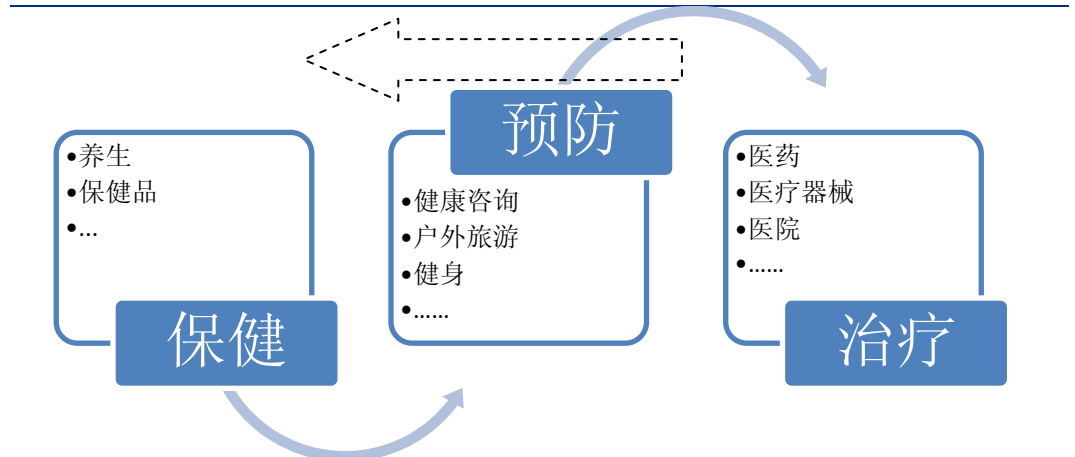 •养生
•保健品
•...
保健
预防
•健康咨询
•户外旅游
•健身
•......
•医药
•医疗器械
•医院
•......
治疗